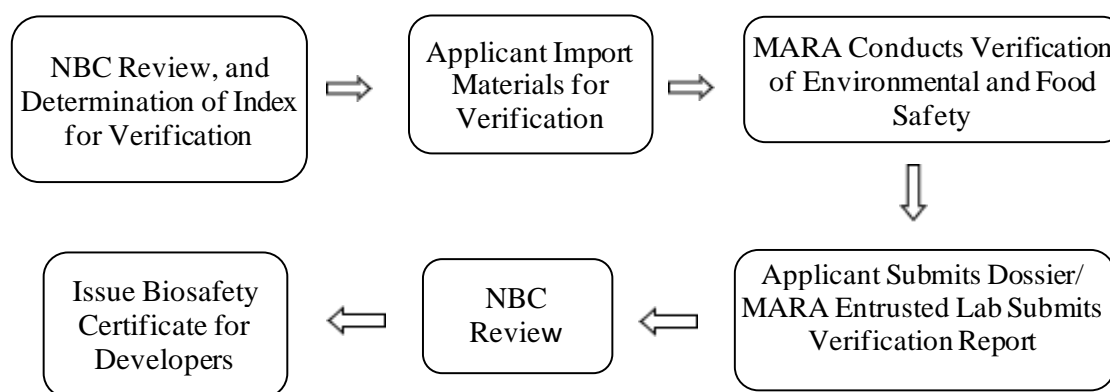 NBC Review, and
Determination of Index
for Verification
Applicant Import
Materials for
Verification
MARA Conducts Verification
of Environmental and Food
Safety
Applicant Submits Dossier/
MARA Entrusted Lab Submits
Verification Report
NBC
Review
Issue Biosafety
Certificate for
Developers